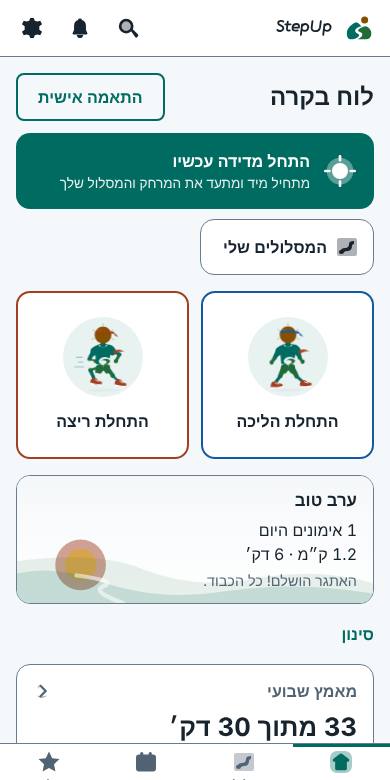 StepUp
לוח בקרה
התאמה אישית
התחל מדידה עכשיו
מתחיל מיד ומתעד את המרחק והמסלול שלך
המסלולים שלי
התחלת הליכה
התחלת ריצה
ערב טוב
1 אימונים היום
1.2 ק״מ · 6 דק׳
האתגר הושלם! כל הכבוד.
סינון
מאמץ שבועי
33 מתוך 30 דק׳